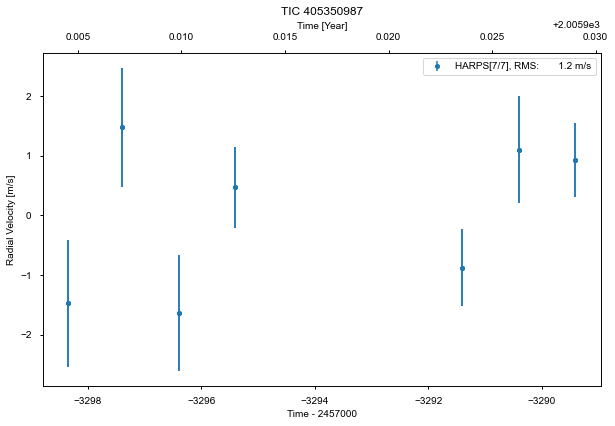 TIC 405350987
Time [Year]
+2.0059e3
0.005 0.010 0.015 0.020 0.025 0.030
HARPS[7/7], RMS: 1.2 m/s
Radial Velocity [m/s]
2
1
0
−1
−2
−3298 −3296 −3294 −3292 −3290
Time - 2457000